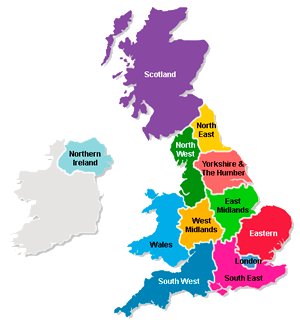 Scotland
North
East
North
West
Northern
Ireland
Yorkshire &
The Humber
East
Midlands
West
Midlands
Wales
Eastern
London
South West
South East